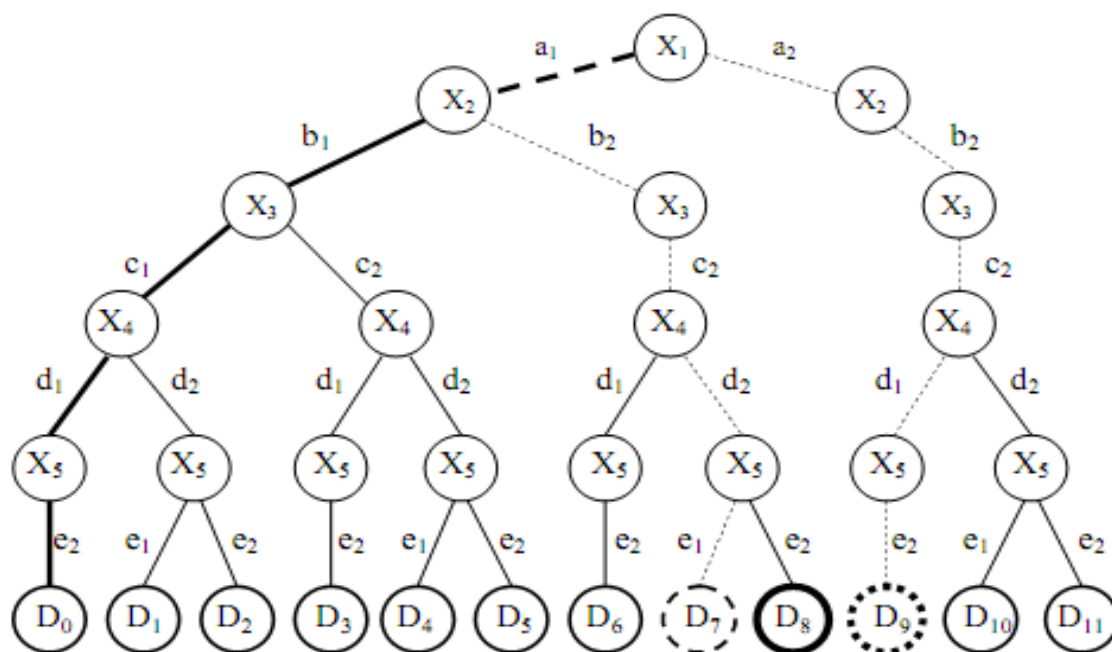 a₁ X₁ a₂
X₂ X₂
b₁ b₂ b₂
X₃ X₃ X₃
c₁ c₂ c₂ c₂
X₄ X₄ X₄ X₄
d₁ d₂ d₁ d₂ d₁ d₂ d₁ d₂
X₅ X₅ X₅ X₅ X₅ X₅ X₅ X₅
e₂ e₁ e₂ e₂ e₁ e₂ e₂ e₁ e₂ e₂ e₁ e₂
D₀ D₁ D₂ D₃ D₄ D₅ D₆ D₇ D₈ D₉ D₁₀ D₁₁